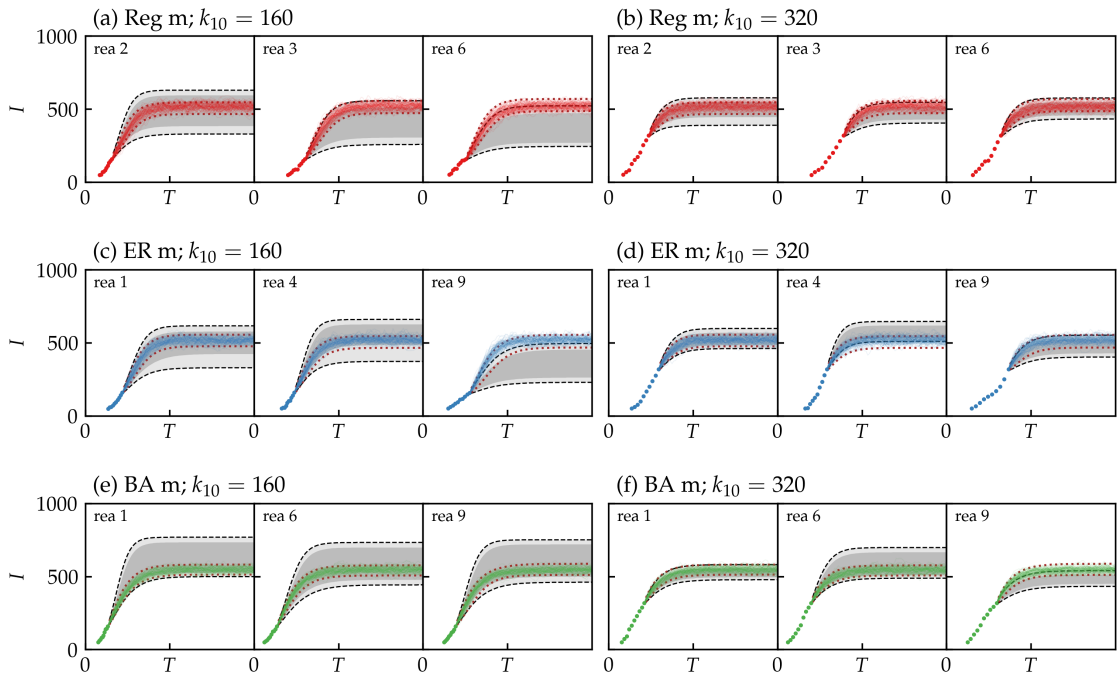 (a) Reg m; k₁₀ = 160
(b) Reg m; k₁₀ = 320
1000
500
0
I
rea 2
rea 3
rea 6
rea 2
rea 3
rea 6
0 T 0 T 0 T 0 T 0 T 0 T
(c) ER m; k₁₀ = 160
(d) ER m; k₁₀ = 320
1000
500
0
I
rea 1
rea 4
rea 9
rea 1
rea 4
rea 9
0 T 0 T 0 T 0 T 0 T 0 T
(e) BA m; k₁₀ = 160
(f) BA m; k₁₀ = 320
1000
500
0
I
rea 1
rea 6
rea 9
rea 1
rea 6
rea 9
0 T 0 T 0 T 0 T 0 T 0 T